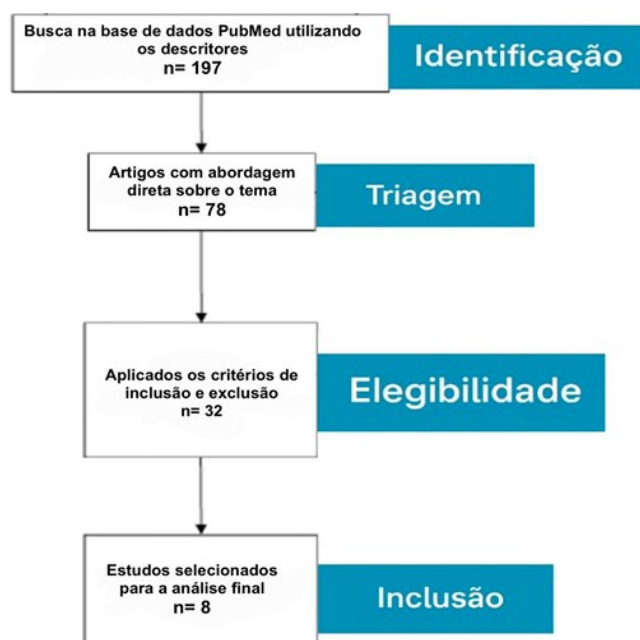 Busca na base de dados PubMed utilizando
os descritores
n= 197
Identificação
Artigos com abordagem
direta sobre o tema
n= 78
Triagem
Aplicados os critérios de
inclusão e exclusão
n= 32
Elegibilidade
Estudos selecionados
para a análise final
n= 8
Inclusão